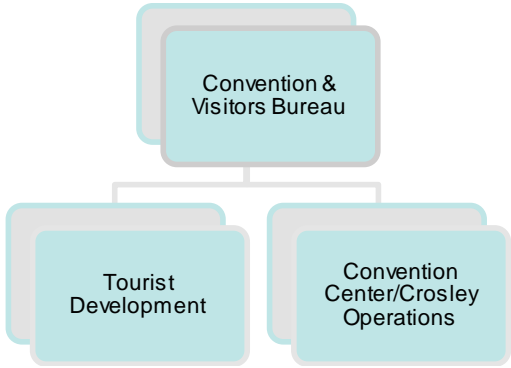 Convention &
Visitors Bureau
Tourist
Development
Convention
Center/Crosley
Operations